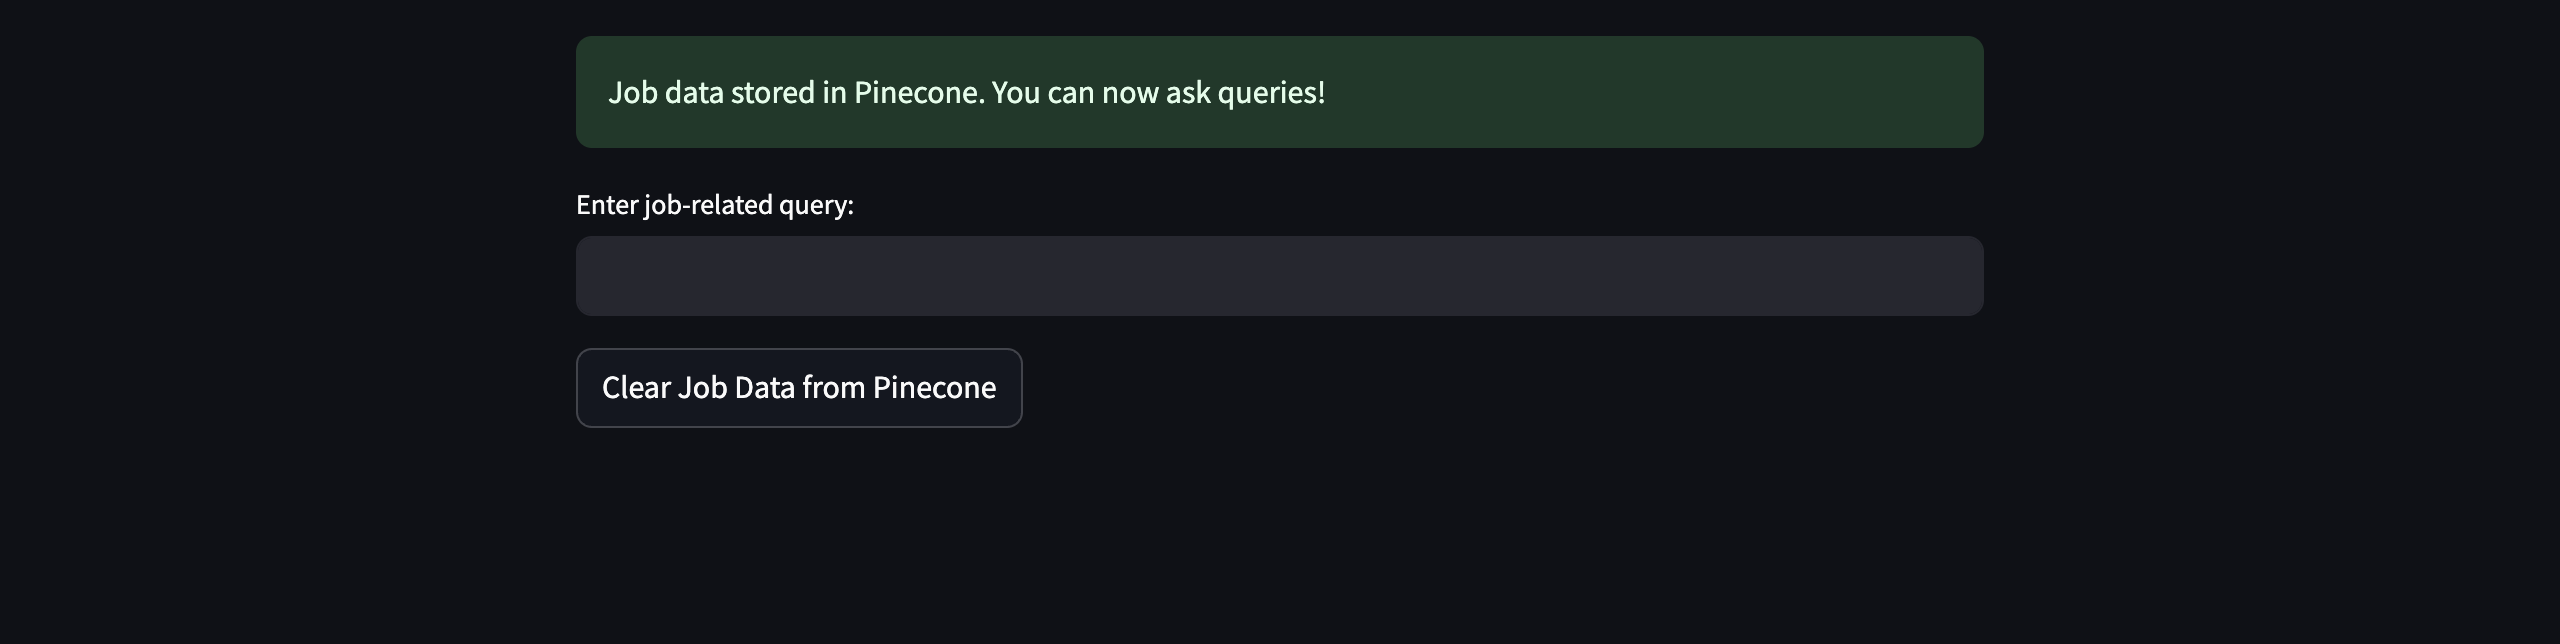 Job data stored in Pinecone. You can now ask queries!
Enter job-related query:
Clear Job Data from Pinecone